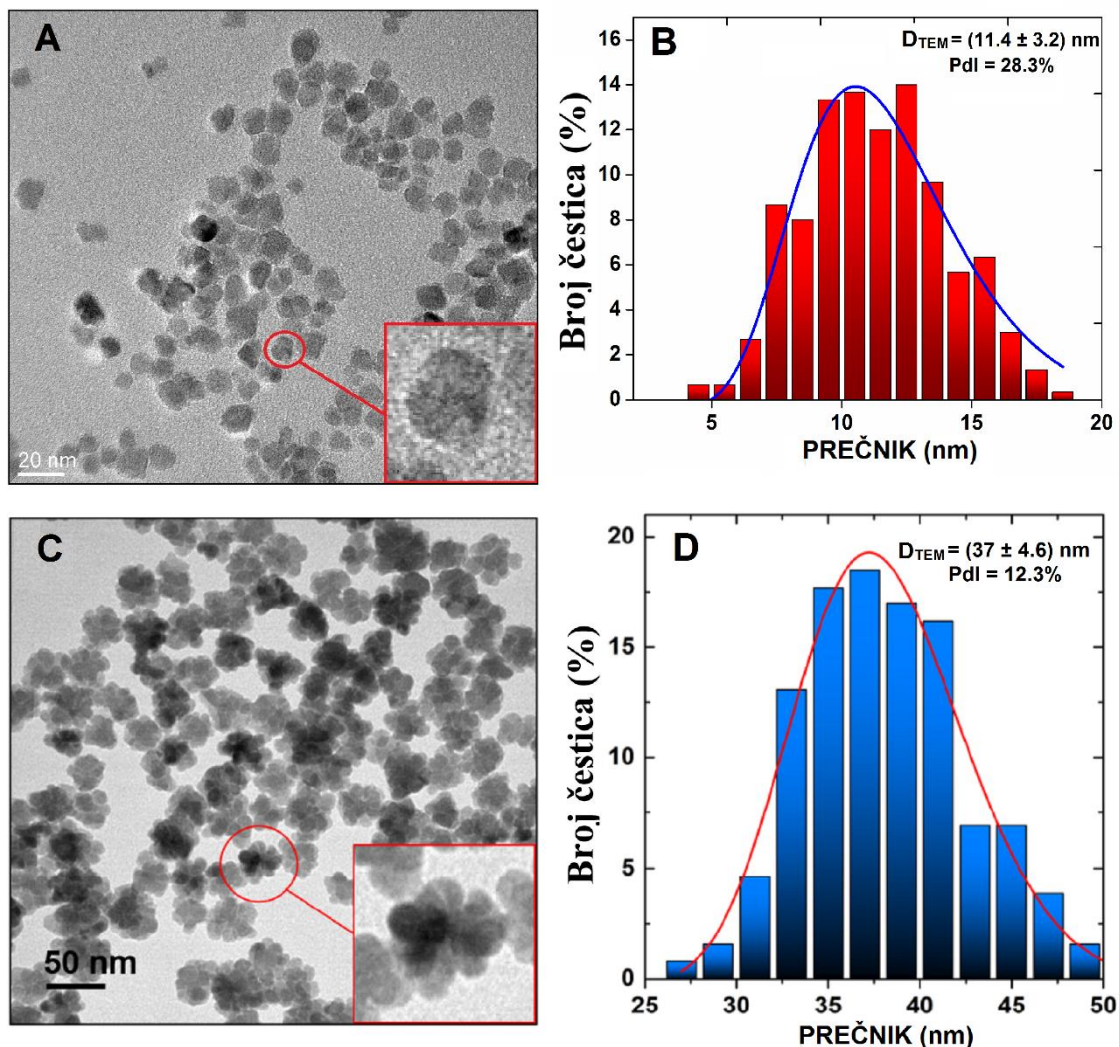 A
20 nm
B
D_TEM = (11.4 ± 3.2) nm
PdI = 28.3%
Broj čestica (%)
16
14
12
10
8
6
4
2
0
5 10 15 20
PREČNIK (nm)
C
50 nm
D
D_TEM = (37 ± 4.6) nm
PdI = 12.3%
Broj čestica (%)
20
15
10
5
0
25 30 35 40 45 50
PREČNIK (nm)